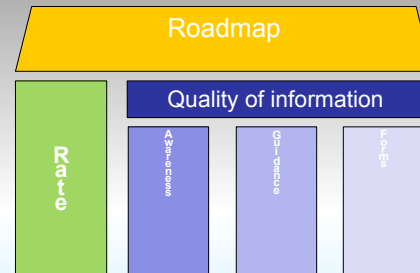 Roadmap
Quality of information
Rate
Awareness
Guidance
Forms